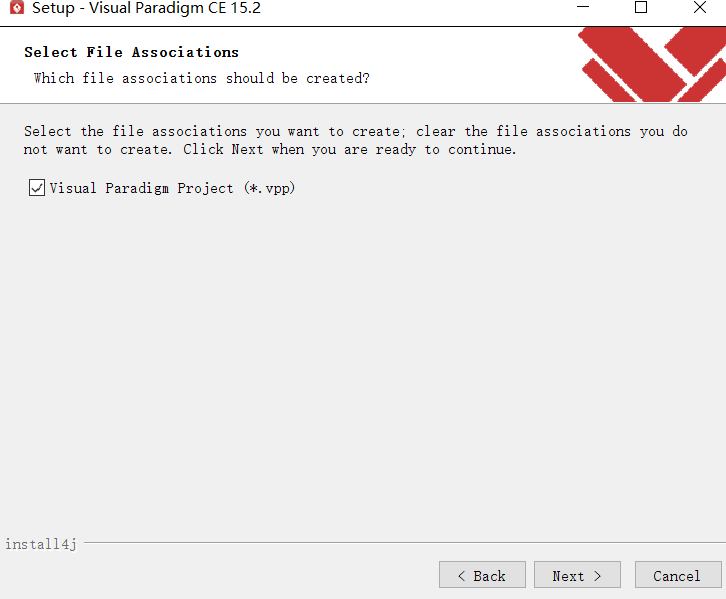 Setup - Visual Paradigm CE 15.2
Select File Associations
Which file associations should be created?
Select the file associations you want to create; clear the file associations you do
not want to create. Click Next when you are ready to continue.
Visual Paradigm Project (*.vpp)
install4j
< Back
Next >
Cancel